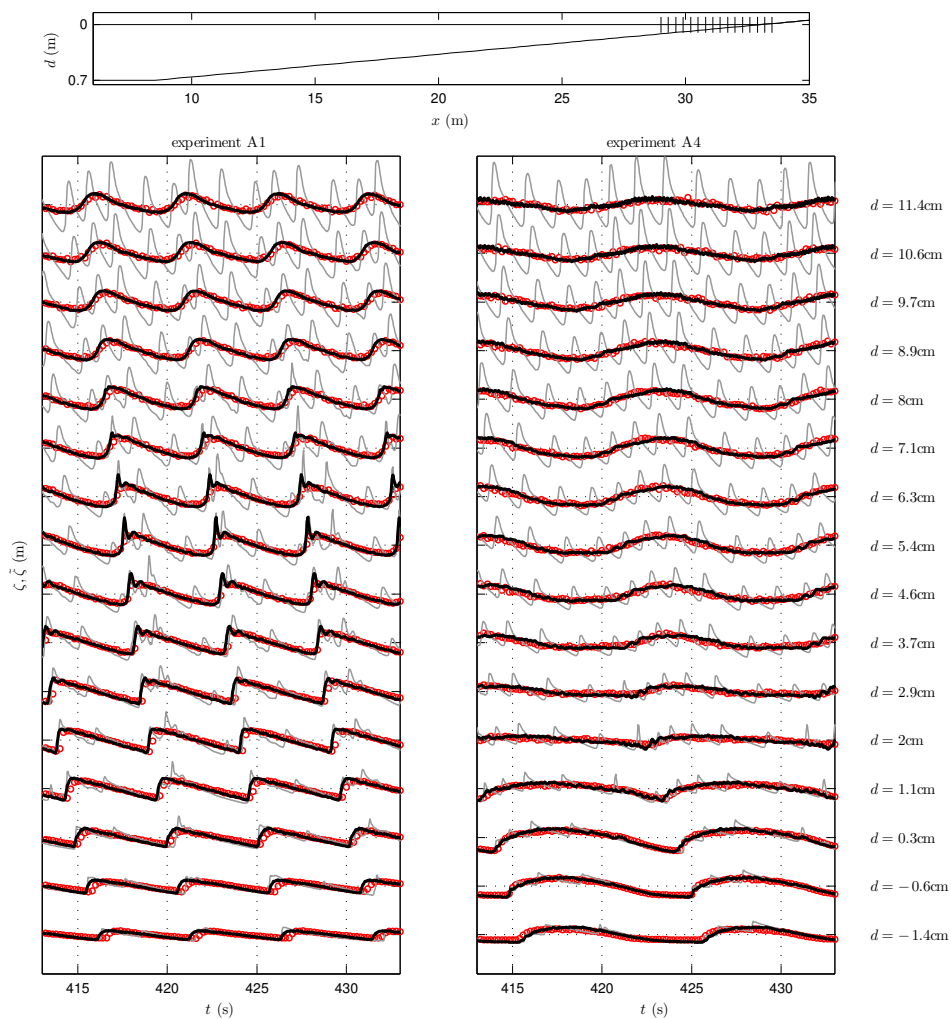 0
0.7
d (m)
10 15 20 25 30 35
x (m)
experiment A1 experiment A4
d = 11.4cm
d = 10.6cm
d = 9.7cm
d = 8.9cm
d = 8cm
d = 7.1cm
d = 6.3cm
d = 5.4cm
d = 4.6cm
d = 3.7cm
d = 2.9cm
d = 2cm
d = 1.1cm
d = 0.3cm
d = −0.6cm
d = −1.4cm
ζ, ζ̃ (m)
415 420 425 430 415 420 425 430
t (s) t (s)